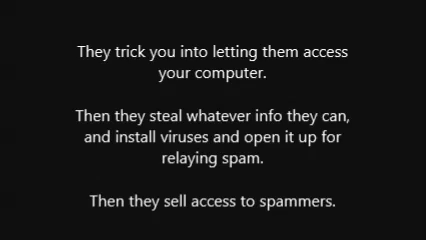 They trick you into letting them access
your computer.
Then they steal whatever info they can,
and install viruses and open it up for
relaying spam.
Then they sell access to spammers.